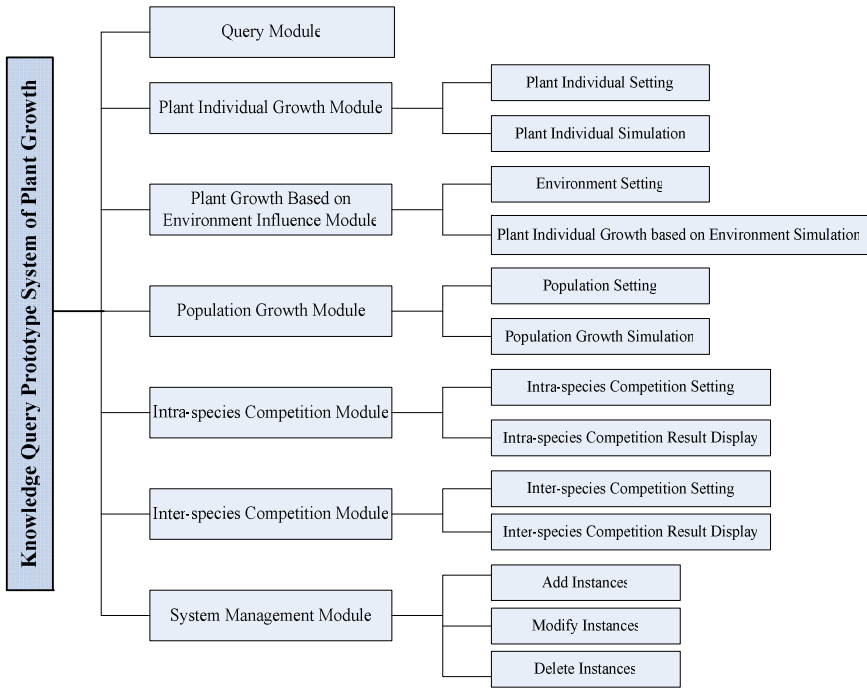 Knowledge Query Prototype System of Plant Growth
Query Module
Plant Individual Growth Module
Plant Individual Setting
Plant Individual Simulation
Plant Growth Based on
Environment Influence Module
Environment Setting
Plant Individual Growth based on Environment Simulation
Population Growth Module
Population Setting
Population Growth Simulation
Intra-species Competition Module
Intra-species Competition Setting
Intra-species Competition Result Display
Inter-species Competition Module
Inter-species Competition Setting
Inter-species Competition Result Display
System Management Module
Add Instances
Modify Instances
Delete Instances